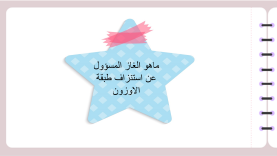 ماهو الغاز المسؤول
عن استنزاف طبقة
الاوزون